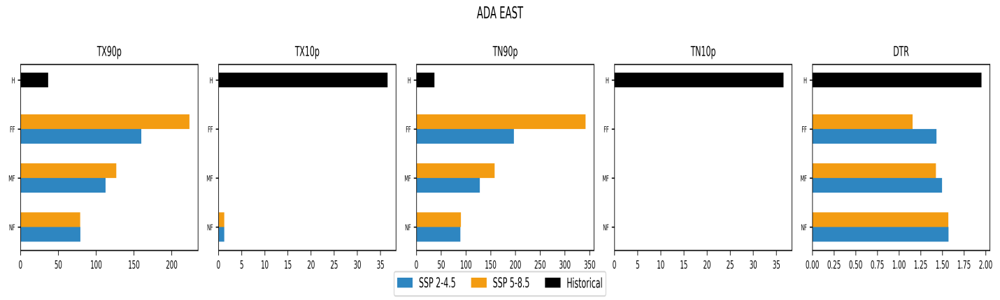 ADA EAST
TX90p TX10p TN90p TN10p DTR
H H H H H
FF FF FF FF FF
MF MF MF MF MF
NF NF NF NF NF
0 50 100 150 200 0 5 10 15 20 25 30 35 0 50 100 150 200 250 300 350 0 5 10 15 20 25 30 35 0.00 0.25 0.50 0.75 1.00 1.25 1.50 1.75 2.00
SSP 2-4.5 SSP 5-8.5 Historical